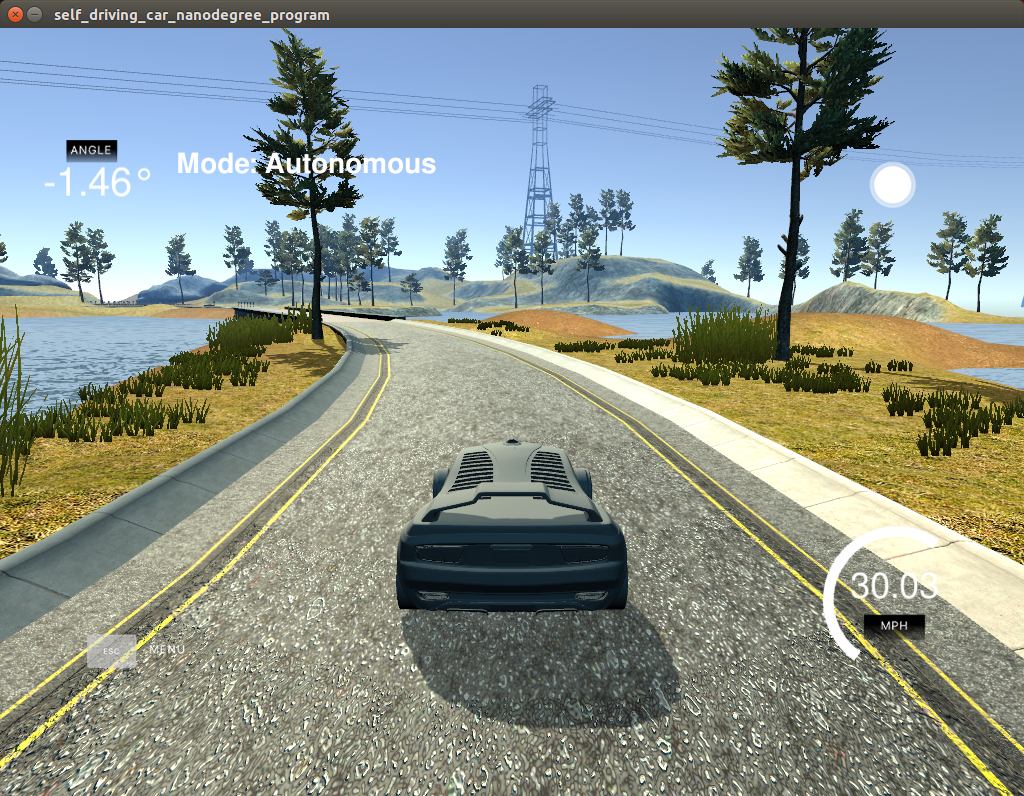 self_driving_car_nanodegree_program
ANGLE
-1.46°
Mode: Autonomous
30.03
MPH
ESC
MENU